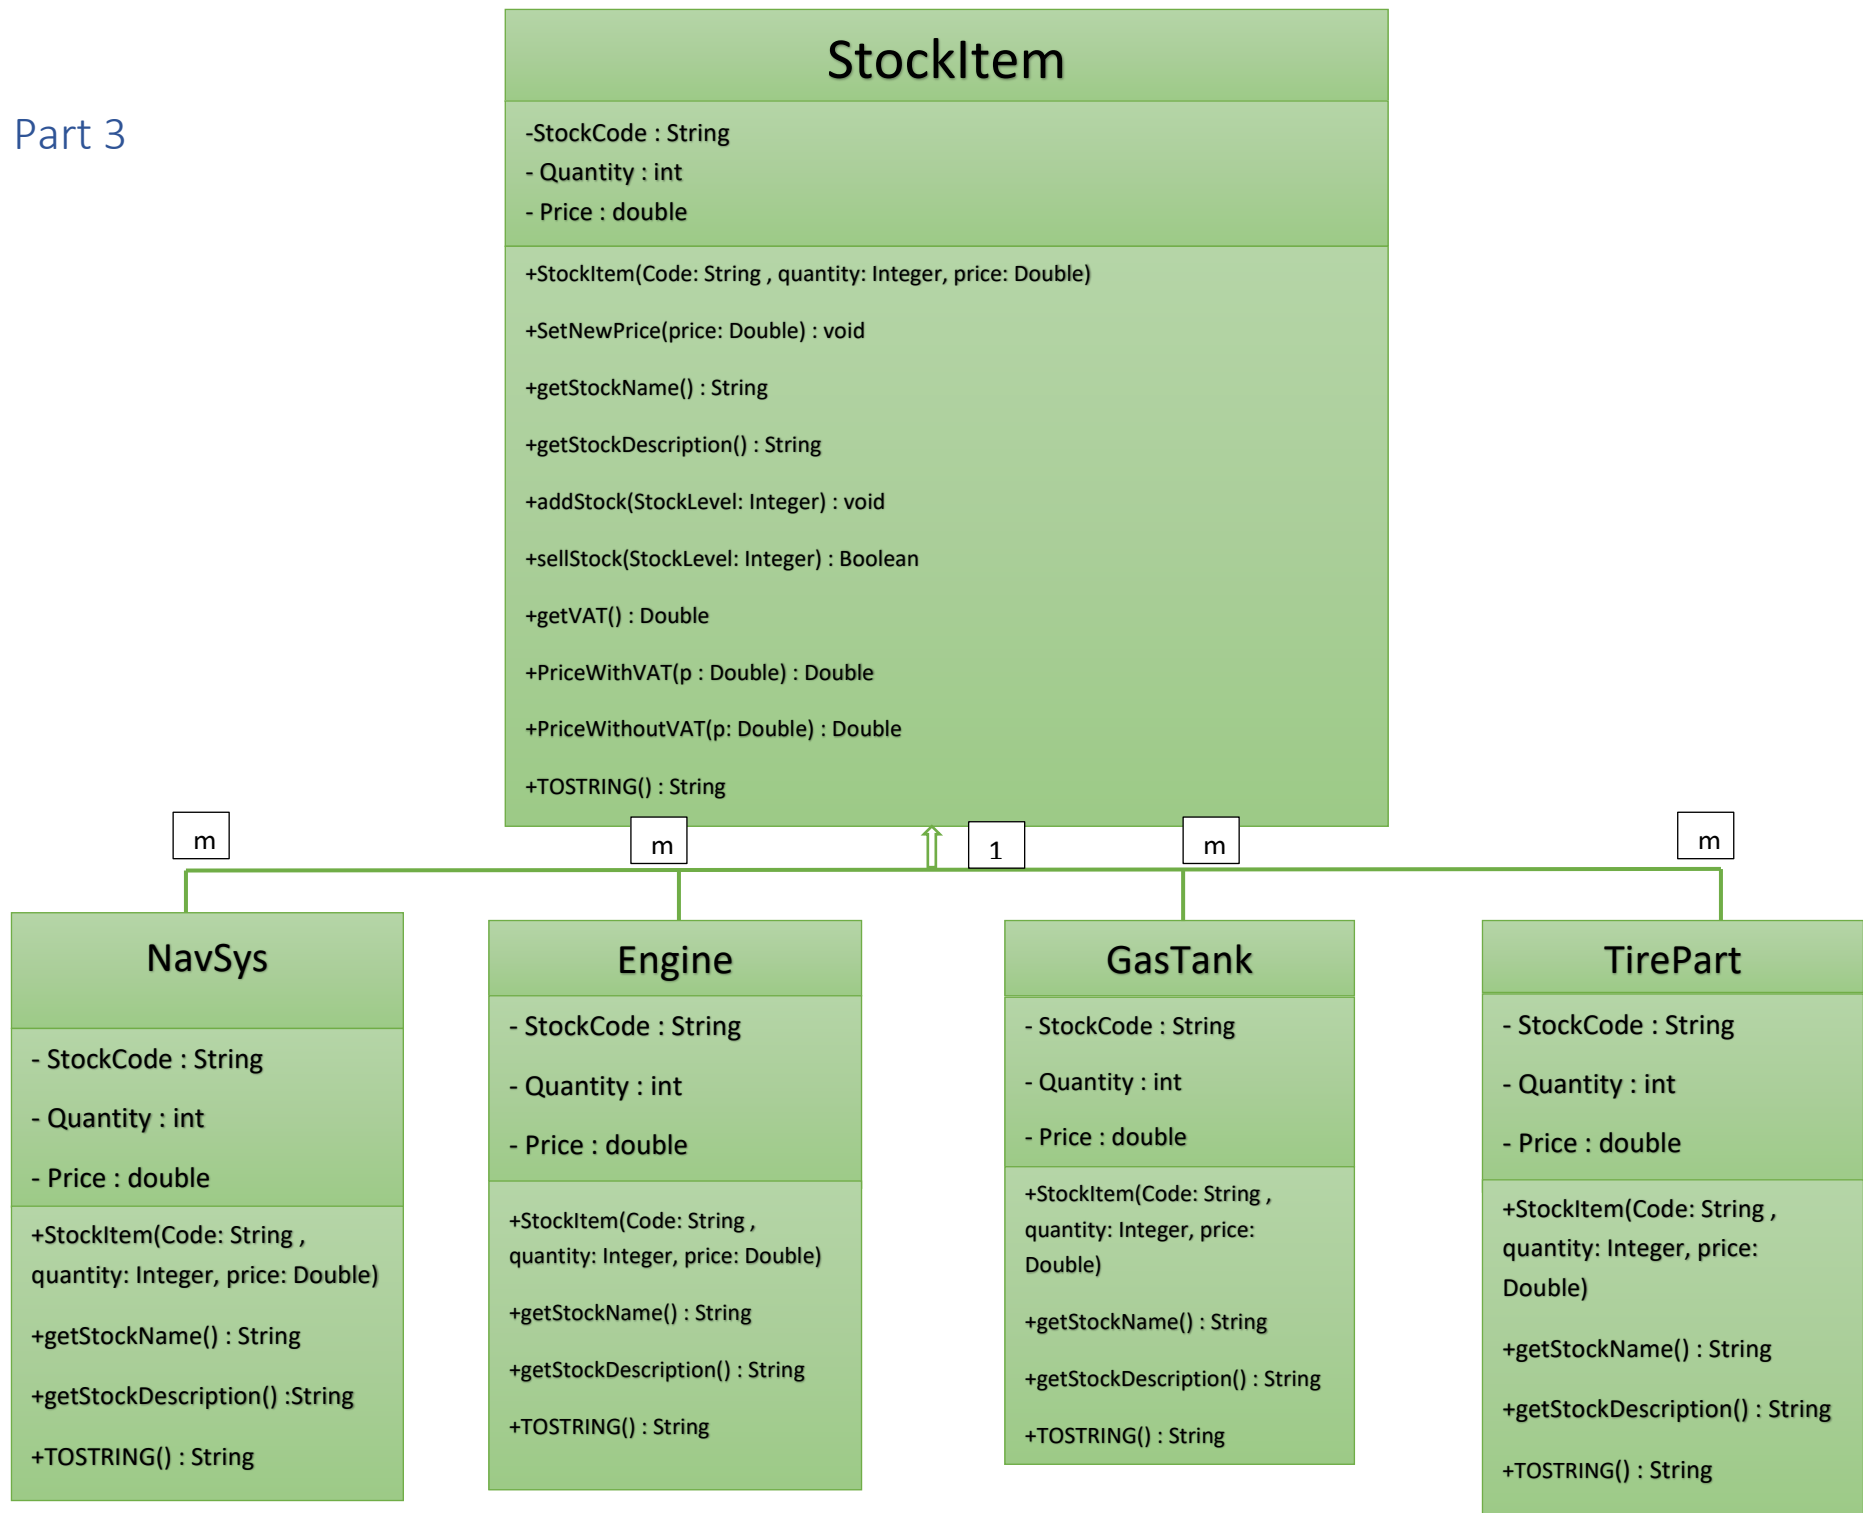 StockItem
Part 3
-StockCode : String
- Quantity : int
- Price : double
+StockItem(Code: String , quantity: Integer, price: Double)
+SetNewPrice(price: Double) : void
+getStockName() : String
+getStockDescription() : String
+addStock(StockLevel: Integer) : void
+sellStock(StockLevel: Integer) : Boolean
+getVAT() : Double
+PriceWithVAT(p : Double) : Double
+PriceWithoutVAT(p: Double) : Double
+TOSTRING() : String
m
m
1
m
m
NavSys
- StockCode : String
- Quantity : int
- Price : double
+StockItem(Code: String ,
quantity: Integer, price: Double)
+getStockName() : String
+getStockDescription() :String
+TOSTRING() : String
Engine
- StockCode : String
- Quantity : int
- Price : double
+StockItem(Code: String ,
quantity: Integer, price: Double)
+getStockName() : String
+getStockDescription() : String
+TOSTRING() : String
GasTank
- StockCode : String
- Quantity : int
- Price : double
+StockItem(Code: String ,
quantity: Integer, price:
Double)
+getStockName() : String
+getStockDescription() : String
+TOSTRING() : String
TirePart
- StockCode : String
- Quantity : int
- Price : double
+StockItem(Code: String ,
quantity: Integer, price:
Double)
+getStockName() : String
+getStockDescription() : String
+TOSTRING() : String